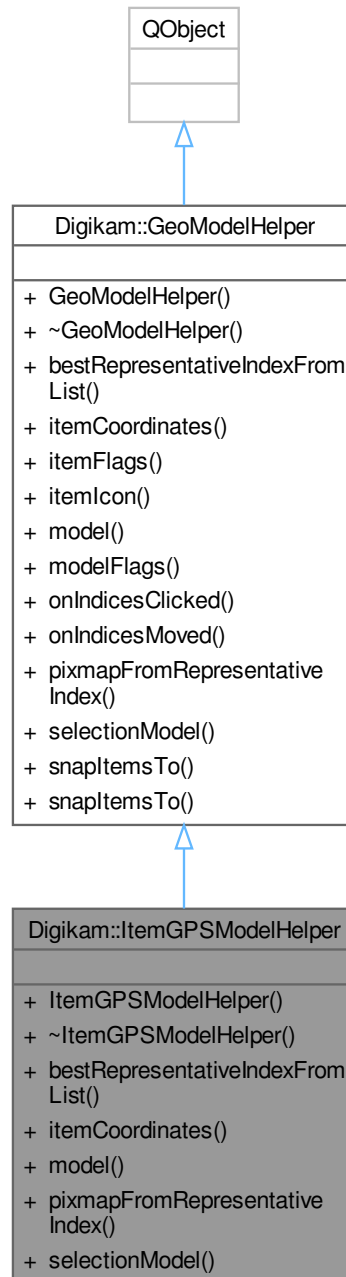 QObject
Digikam::GeoModelHelper
+ GeoModelHelper()
+ ~GeoModelHelper()
+ bestRepresentativeIndexFrom
List()
+ itemCoordinates()
+ itemFlags()
+ itemIcon()
+ model()
+ modelFlags()
+ onIndicesClicked()
+ onIndicesMoved()
+ pixmapFromRepresentative
Index()
+ selectionModel()
+ snapItemsTo()
+ snapItemsTo()
Digikam::ItemGPSModelHelper
+ ItemGPSModelHelper()
+ ~ItemGPSModelHelper()
+ bestRepresentativeIndexFrom
List()
+ itemCoordinates()
+ model()
+ pixmapFromRepresentative
Index()
+ selectionModel()